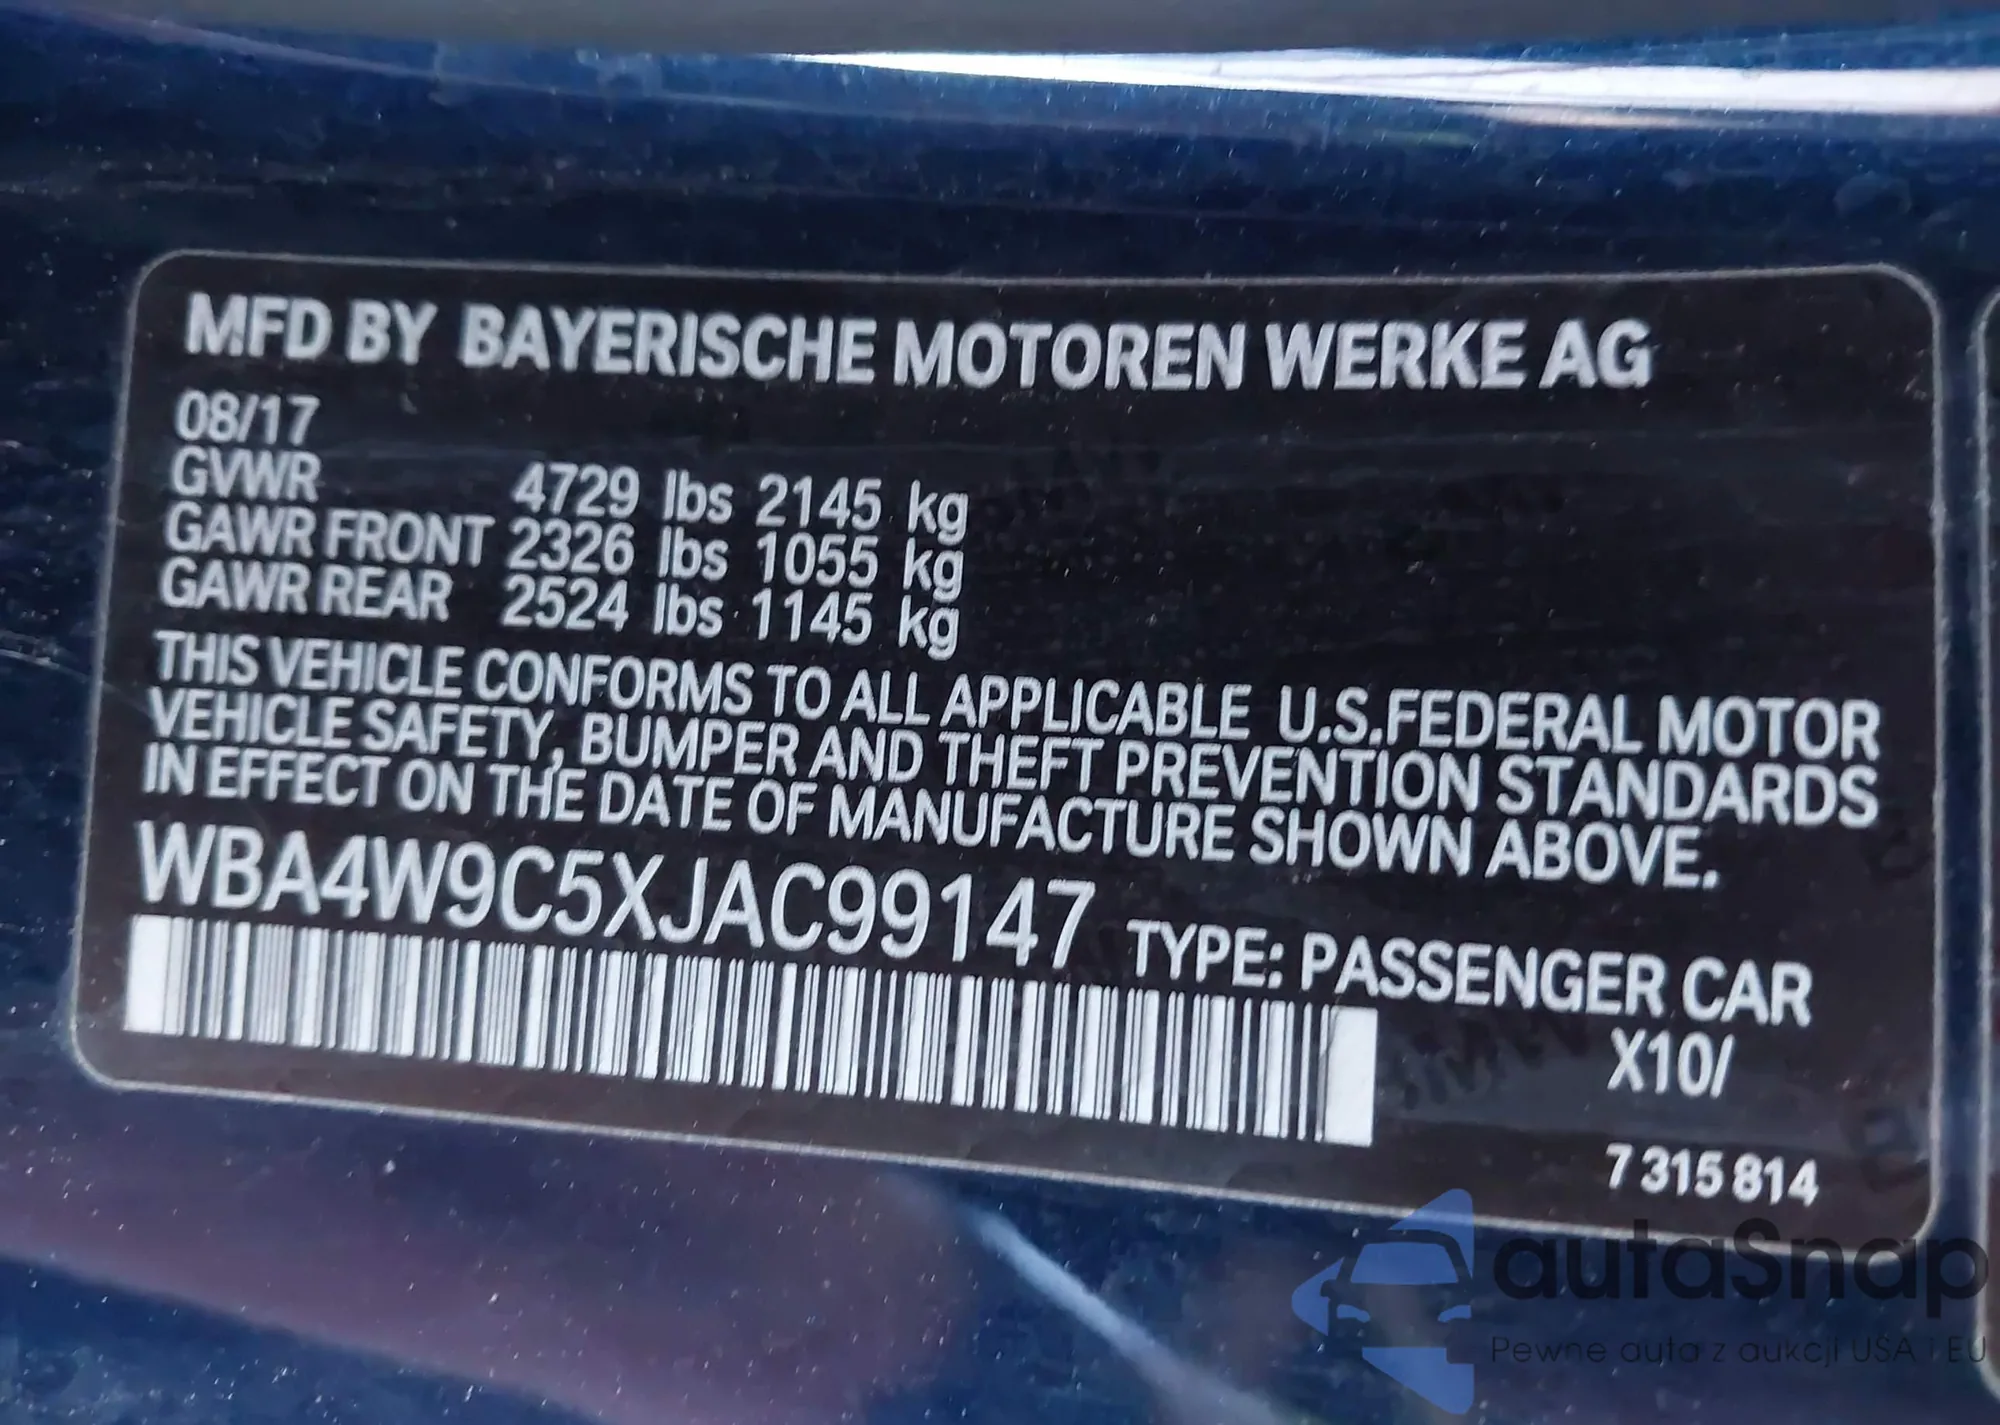 MFD BY BAYERISCHE MOTOREN WERKE AG
08/17
GVWR 4729 lbs 2145 kg
GAWR FRONT 2326 lbs 1055 kg
GAWR REAR 2524 lbs 1145 kg
THIS VEHICLE CONFORMS TO ALL APPLICABLE U.S.FEDERAL MOTOR
VEHICLE SAFETY, BUMPER AND THEFT PREVENTION STANDARDS
IN EFFECT ON THE DATE OF MANUFACTURE SHOWN ABOVE.
WBA4W9C5XJAC99147 TYPE: PASSENGER CAR
X10/
7 315 814
autaSnap
Pewne auta z aukcji USA i EU